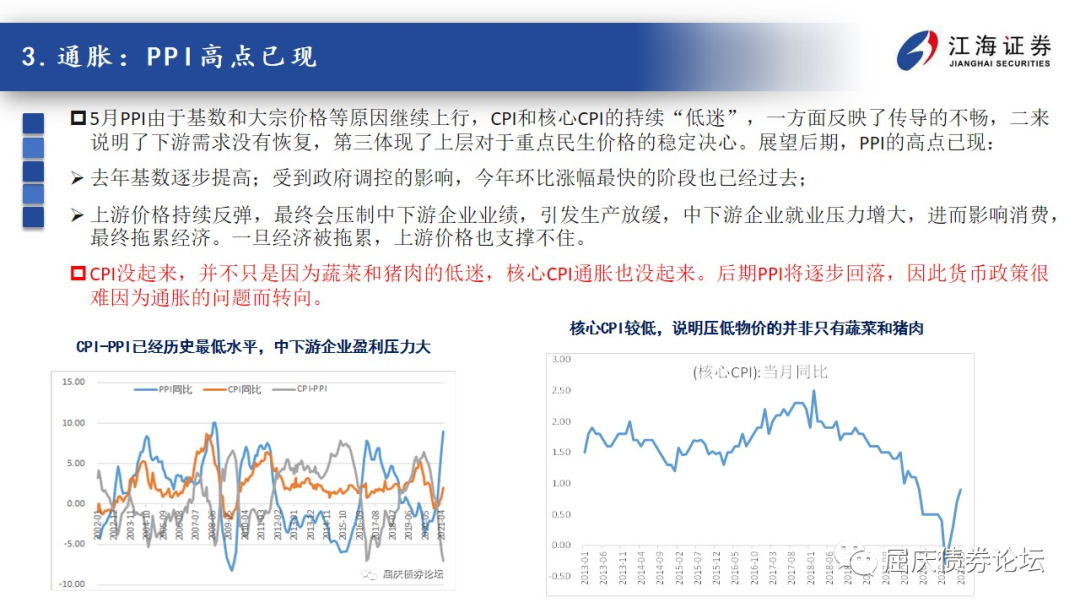 3. 通胀：PPI高点已现
江海证券
JIANGHAI SECURITIES
5月PPI由于基数和大宗价格等原因继续上行，CPI和核心CPI的持续“低迷”，一方面反映了传导的不畅，二来
说明了下游需求没有恢复，第三体现了上层对于重点民生价格的稳定决心。展望后期，PPI的高点已现：
去年基数逐步提高；受到政府调控的影响，今年环比涨幅最快的阶段也已经过去；
上游价格持续反弹，最终会压制中下游企业业绩，引发生产放缓，中下游企业就业压力增大，进而影响消费，
最终拖累经济。一旦经济被拖累，上游价格也支撑不住。
CPI没起来，并不只是因为蔬菜和猪肉的低迷，核心CPI通胀也没起来。后期PPI将逐步回落，因此货币政策很
难因为通胀的问题而转向。
CPI-PPI已经历史最低水平，中下游企业盈利压力大
15.00
PPI同比 CPI同比 CPI-PPI
10.00
5.00
0.00
-5.00
-10.00
2002-01
2003-11
2004-10
2007-08
2010-04
2011-03
2012-02
2013-01
2013-12
2014-11
2015-10
2016-09
2017-08
2021-04
屈庆债券论坛
核心CPI较低，说明压低物价的并非只有蔬菜和猪肉
(核心CPI):当月同比
3.00
2.50
2.00
1.50
1.00
0.50
0.00
-0.50
2013-01
2013-06
2013-11
2014-04
2014-09
2015-02
2015-07
2015-12
2016-05
2016-10
2017-03
2017-08
2018-01
屈庆债券论坛